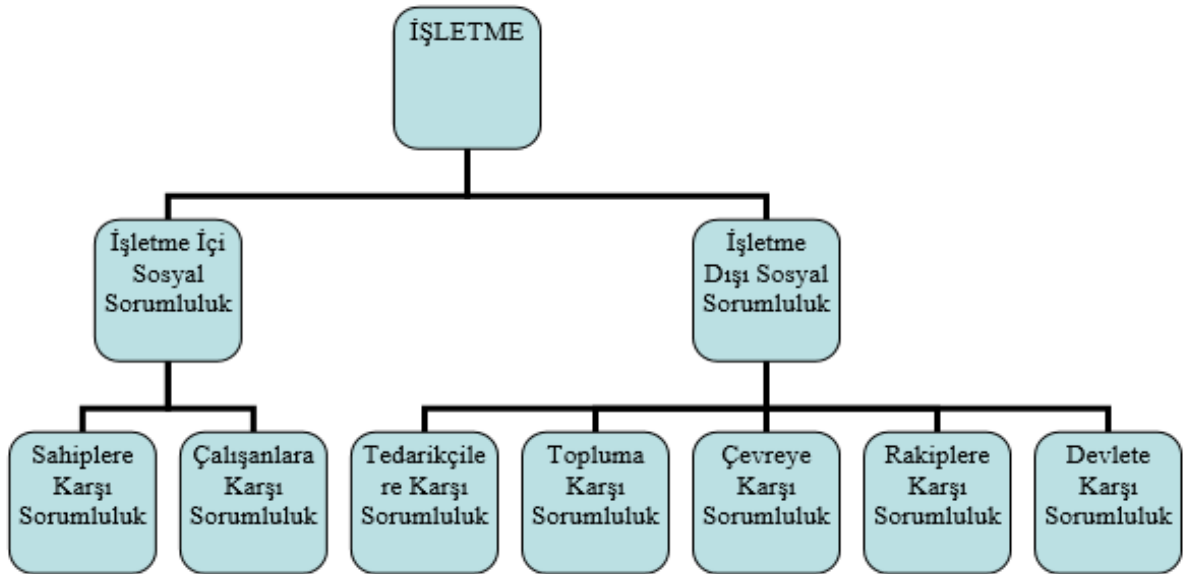 İŞLETME
İşletme İçi
Sosyal
Sorumluluk
İşletme
Dışı Sosyal
Sorumluluk
Sahiplere
Karşı
Sorumluluk
Çalışanlara
Karşı
Sorumluluk
Tedarikçile
re Karşı
Sorumluluk
Topluma
Karşı
Sorumluluk
Çevreye
Karşı
Sorumluluk
Rakiplere
Karşı
Sorumluluk
Devlete
Karşı
Sorumluluk